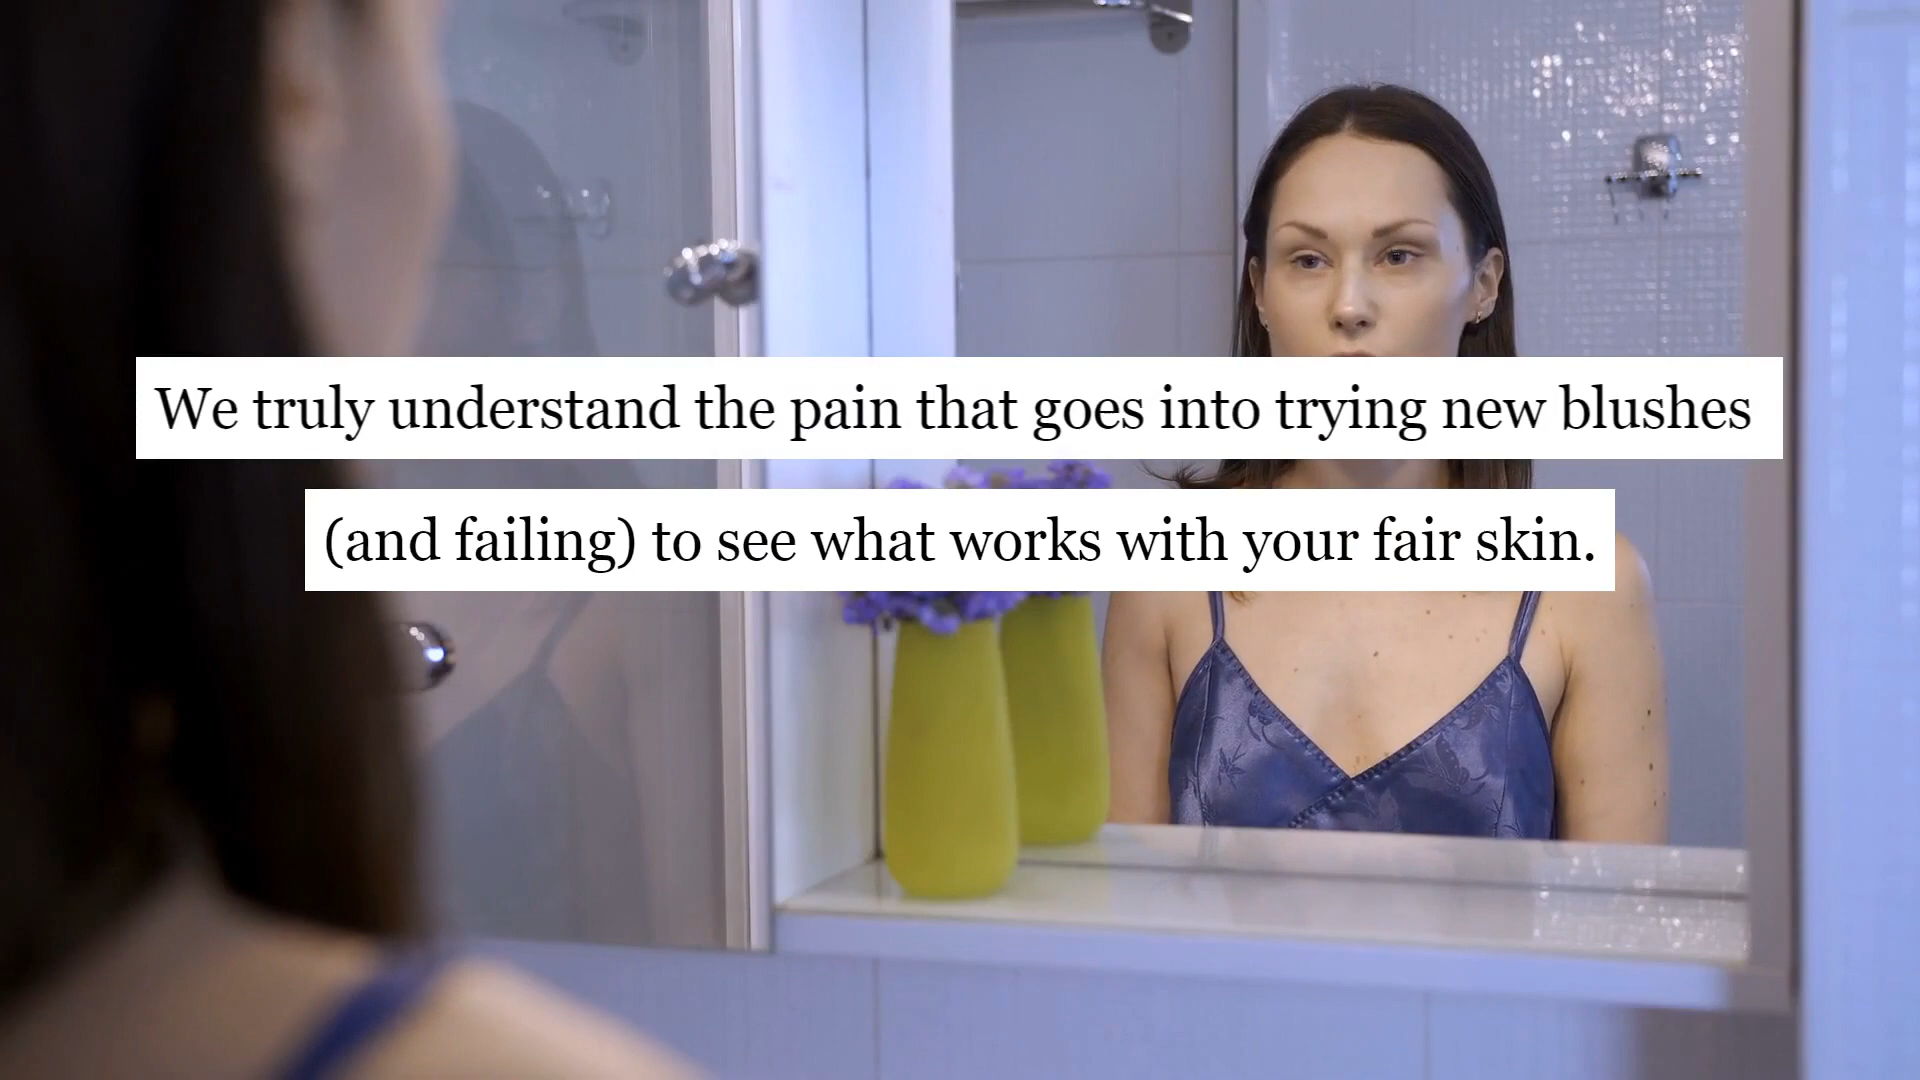 We truly understand the pain that goes into trying new blushes
(and failing) to see what works with your fair skin.